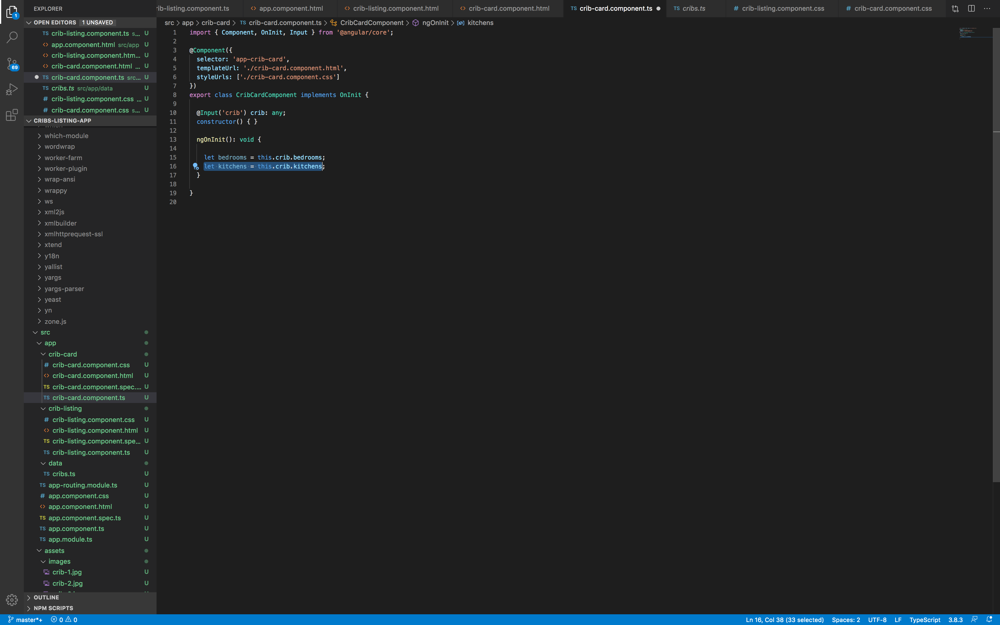 EXPLORER
1
69
OPEN EDITORS 1 UNSAVED
TS crib-listing.component.ts s... U
<> app.component.html src/app U
<> crib-listing.component.htm... U
<> crib-card.component.html ... U
TS crib-card.component.ts src... U
TS cribs.ts src/app/data U
# crib-listing.component.css ... U
# crib-card.component.css s... U
CRIBS-LISTING-APP
which-module
wordwrap
worker-farm
worker-plugin
wrap-ansi
wrappy
ws
xml2js
xmlbuilder
xmlhttprequest-ssl
xtend
y18n
yallist
yargs
yargs-parser
yeast
yn
zone.js
src
app
crib-card
# crib-card.component.css U
<> crib-card.component.html U
TS crib-card.component.spec.... U
TS crib-card.component.ts U
crib-listing
# crib-listing.component.css U
<> crib-listing.component.html U
TS crib-listing.component.spe... U
TS crib-listing.component.ts U
data
TS cribs.ts U
TS app-routing.module.ts U
# app.component.css U
<> app.component.html U
TS app.component.spec.ts U
TS app.component.ts U
TS app.module.ts U
assets
images
crib-1.jpg U
crib-2.jpg U
OUTLINE
NPM SCRIPTS
rib-listing.component.ts <> app.component.html <> crib-listing.component.html <> crib-card.component.html TS crib-card.component.ts TS cribs.ts # crib-listing.component.css # crib-card.component.css
src > app > crib-card > TS crib-card.component.ts > CribCardComponent > ngOnInit > kitchens
1 import { Component, OnInit, Input } from '@angular/core';
2
3 @Component({
4 selector: 'app-crib-card',
5 templateUrl: './crib-card.component.html',
6 styleUrls: ['./crib-card.component.css']
7 })
8 export class CribCardComponent implements OnInit {
9
10 @Input('crib') crib: any;
11 constructor() { }
12
13 ngOnInit(): void {
14
15 let bedrooms = this.crib.bedrooms;
16 let kitchens = this.crib.kitchens;
17 }
18
19 }
20
master*+ 0 0 Ln 16, Col 38 (33 selected) Spaces: 2 UTF-8 LF TypeScript 3.8.3